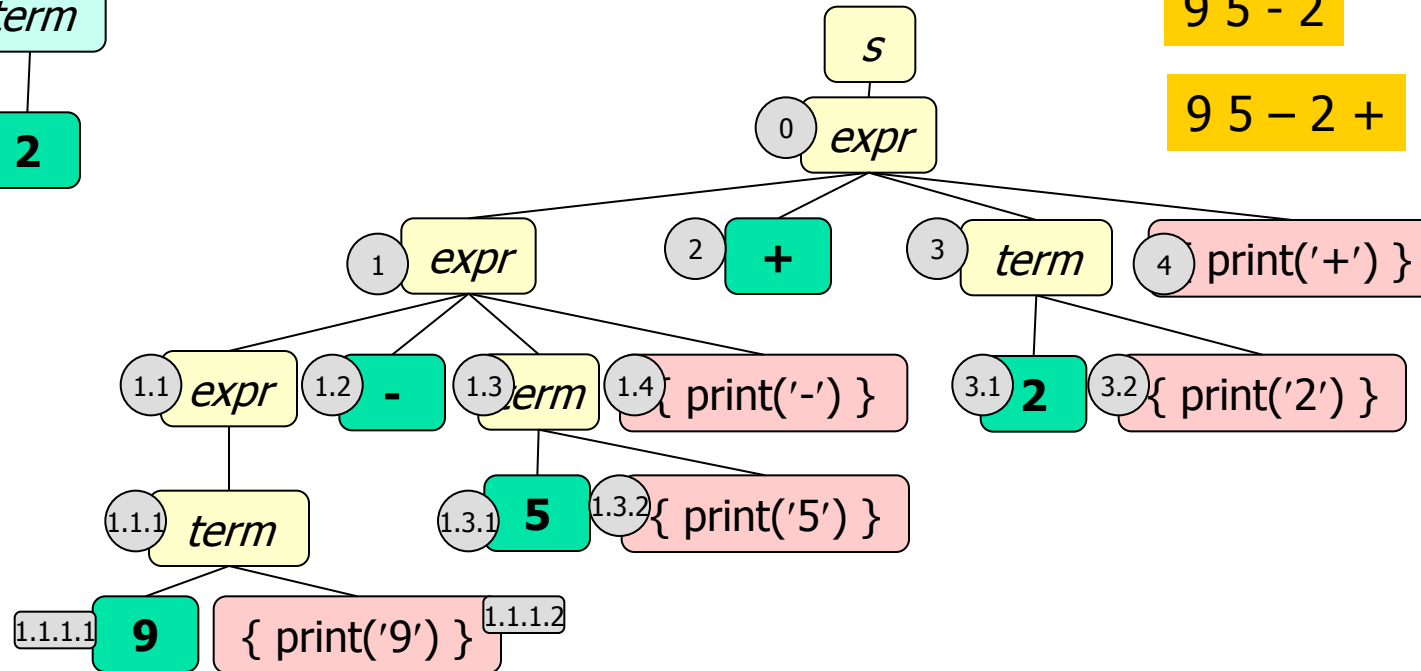 term
2
9 5 - 2
9 5 – 2 +
s
0 expr
1 expr
2 +
3 term
4 print('+') }
1.1 expr
1.2 -
1.3 erm
1.4 { print('-') }
3.1 2
3.2 { print('2') }
1.1.1 term
1.3.1 5
1.3.2 { print('5') }
1.1.1.1 9
{ print('9') } 1.1.1.2